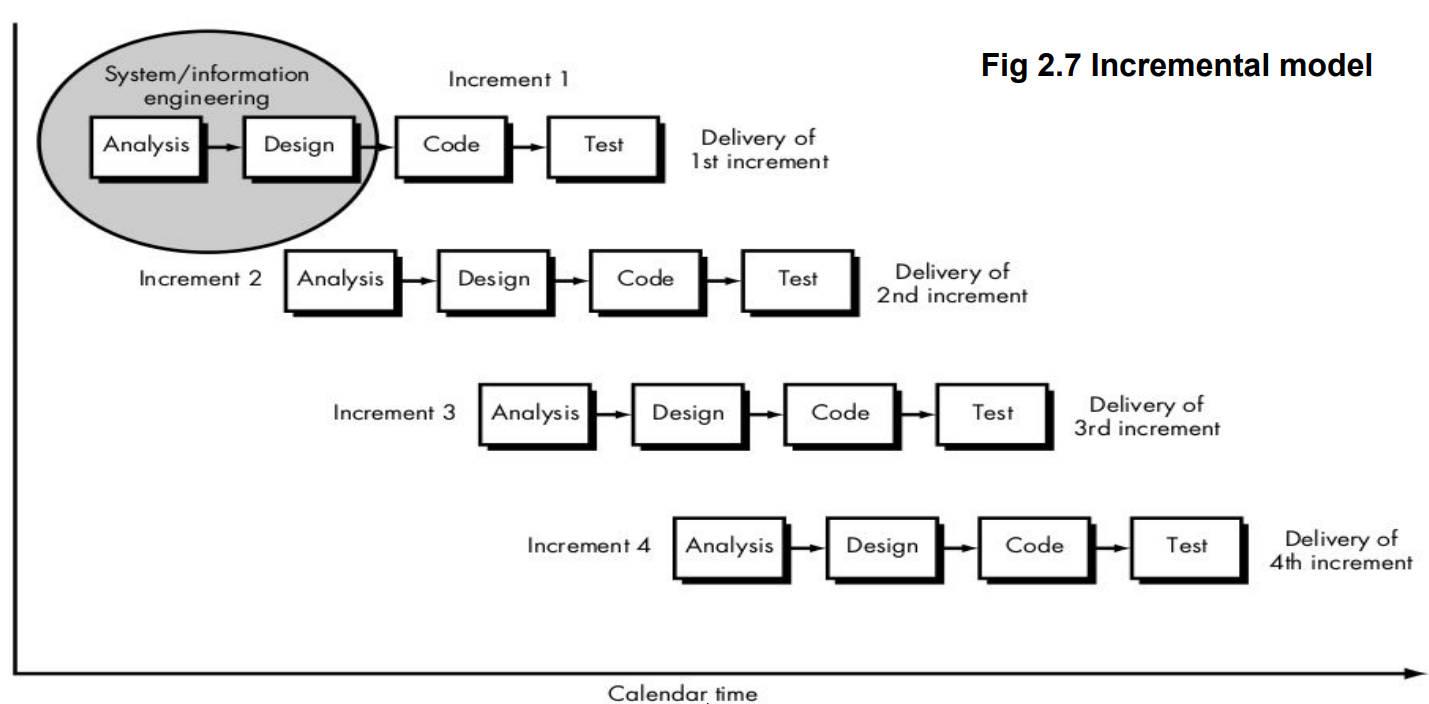 Fig 2.7 Incremental model
System/information
engineering
Increment 1
Analysis
Design
Code
Test
Delivery of
1st increment
Increment 2
Analysis
Design
Code
Test
Delivery of
2nd increment
Increment 3
Analysis
Design
Code
Test
Delivery of
3rd increment
Increment 4
Analysis
Design
Code
Test
Delivery of
4th increment
Calendar time